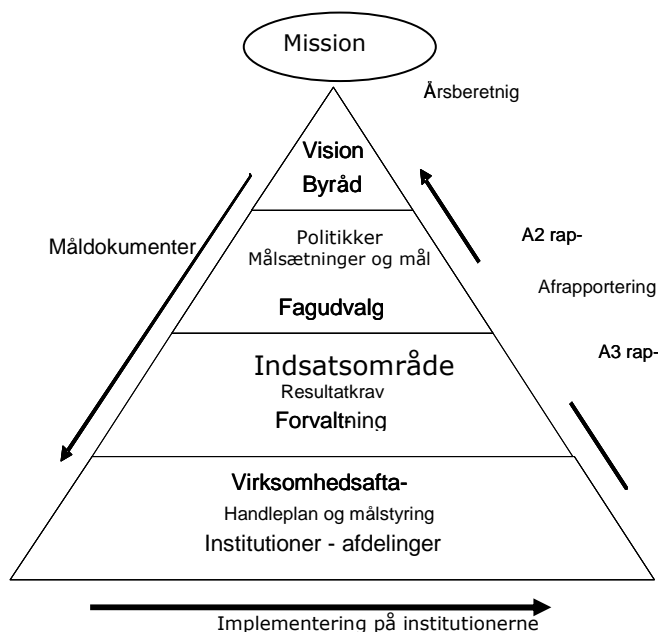 Mission
Årsberetnig
Vision
Byråd
Måldokumenter
Politikker
Målsætninger og mål
Fagudvalg
A2 rap-
Afrapportering
A3 rap-
Indsatsområde
Resultatkrav
Forvaltning
Virksomhedsafta-
Handleplan og målstyring
Institutioner - afdelinger
Implementering på institutionerne